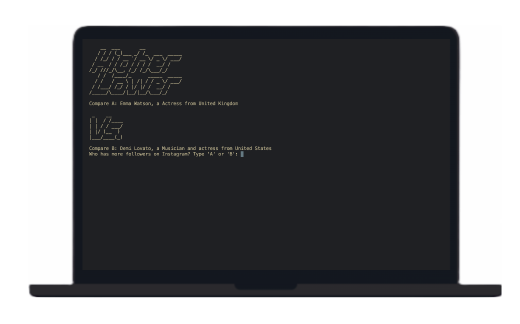 Higher
Lower
Compare A: Emma Watson, a Actress from United Kingdom
Vs
Compare B: Demi Lovato, a Musician and actress from United States
Who has more followers on Instagram? Type 'A' or 'B':